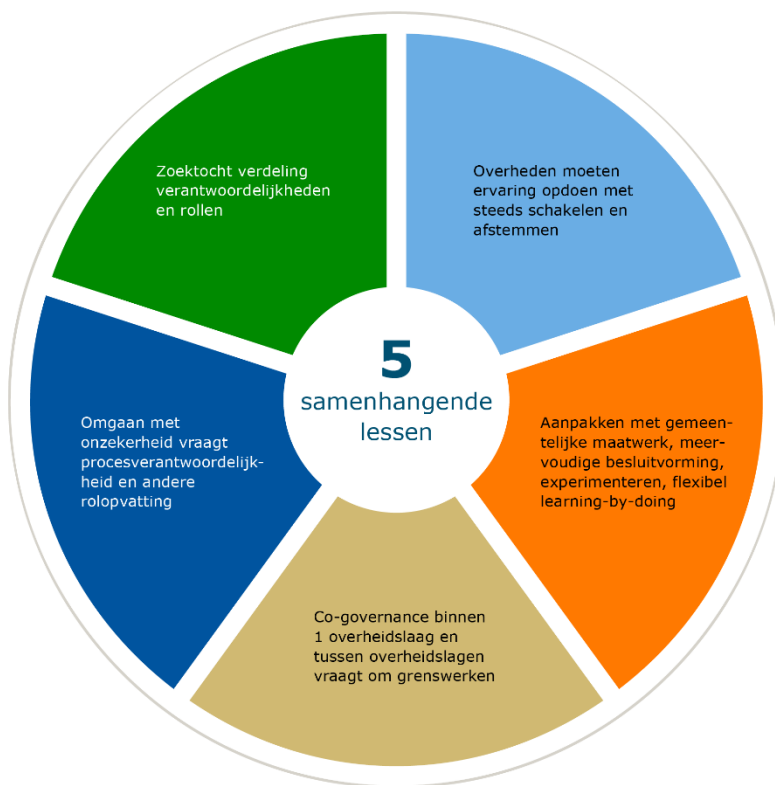 Zoektocht verdeling
verantwoordelijkheden
en rollen
Overheden moeten
ervaring opdoen met
steeds schakelen en
afstemmen
5
samenhangende
lessen
Omgaan met
onzekerheid vraagt
procesverantwoordelijk-
heid en andere
rolopvatting
Aanpakken met gemeen-
telijke maatwerk, meer-
voudige besluitvorming,
experimenteren, flexibel
learning-by-doing
Co-governance binnen
1 overheidslaag en
tussen overheidslagen
vraagt om grenswerken